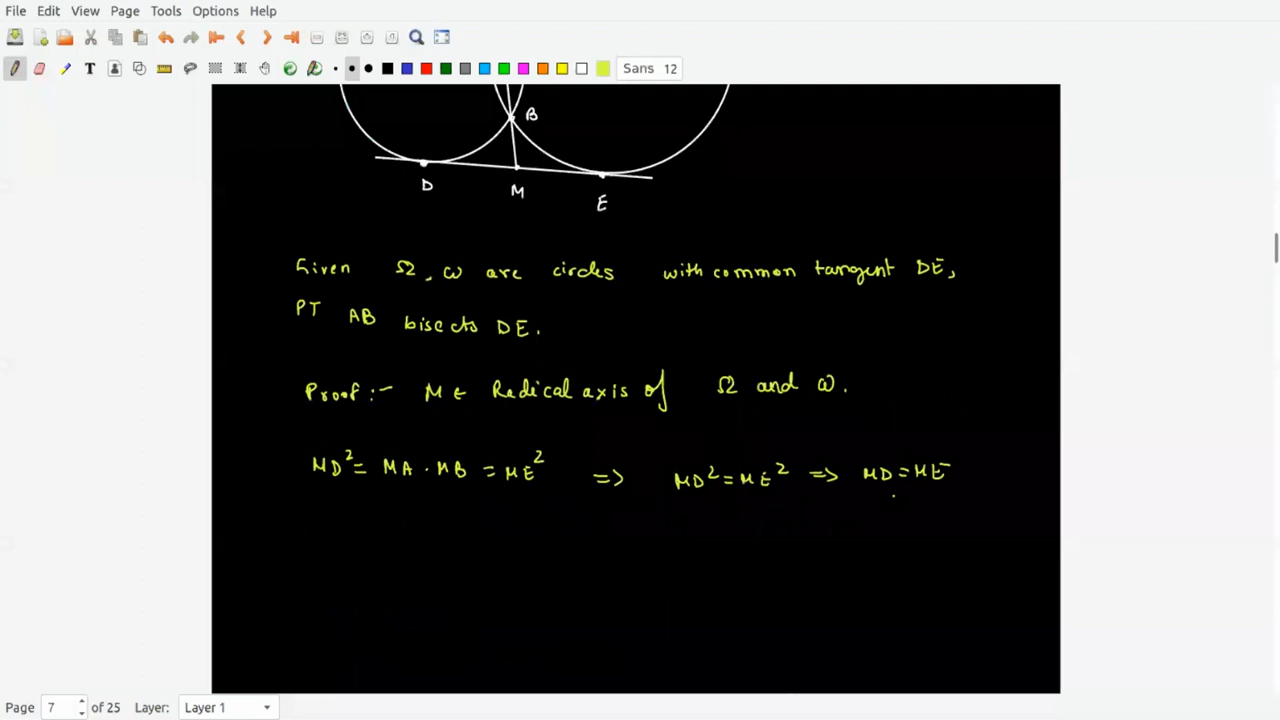 File Edit View Page Tools Options Help
T Sans 12
B
D M E
Given Ω, ω are circles with common tangent DE,
PT AB bisects DE.
Proof :- M ∈ Radical axis of Ω and ω.
MD² = MA · MB = ME² => MD² = ME² => MD = ME
Page 7 of 25 Layer: Layer 1